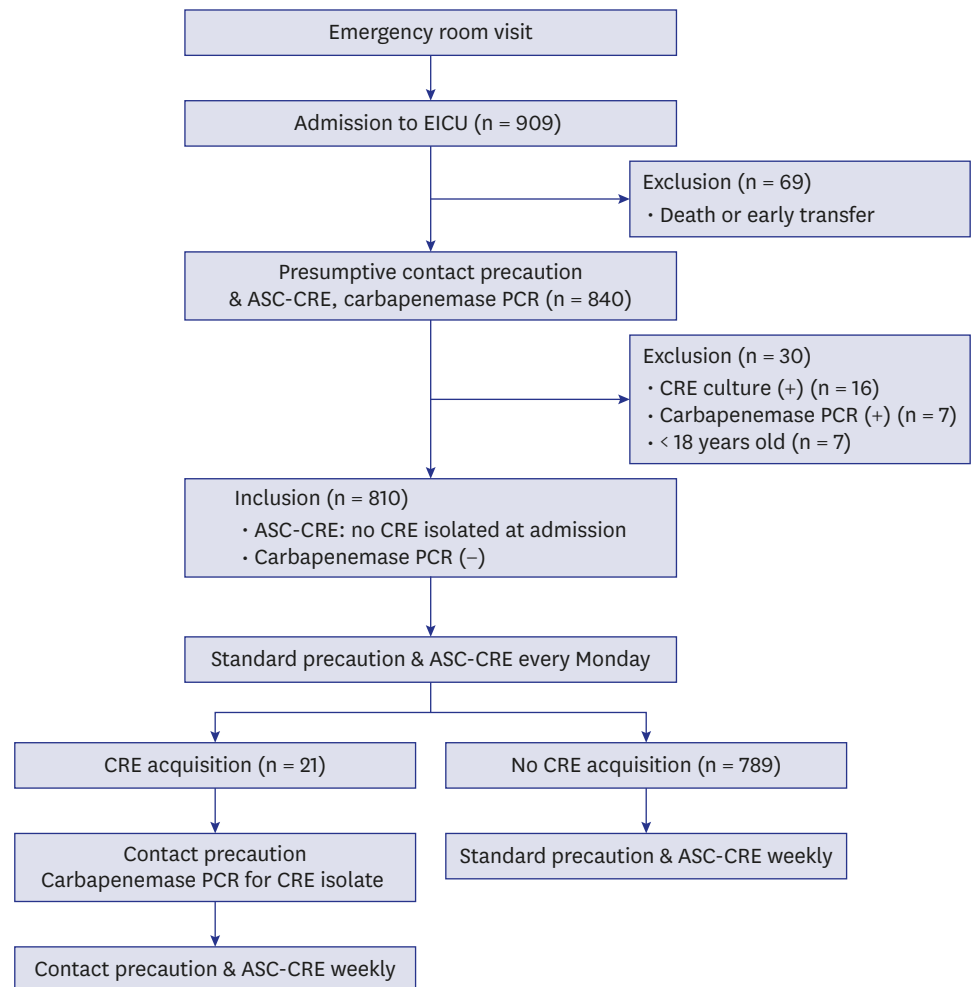 Emergency room visit
Admission to EICU (n = 909)
Exclusion (n = 69)
· Death or early transfer
Presumptive contact precaution
& ASC-CRE, carbapenemase PCR (n = 840)
Exclusion (n = 30)
· CRE culture (+) (n = 16)
· Carbapenemase PCR (+) (n = 7)
· < 18 years old (n = 7)
Inclusion (n = 810)
· ASC-CRE: no CRE isolated at admission
· Carbapenemase PCR (−)
Standard precaution & ASC-CRE every Monday
CRE acquisition (n = 21)
No CRE acquisition (n = 789)
Contact precaution
Carbapenemase PCR for CRE isolate
Standard precaution & ASC-CRE weekly
Contact precaution & ASC-CRE weekly